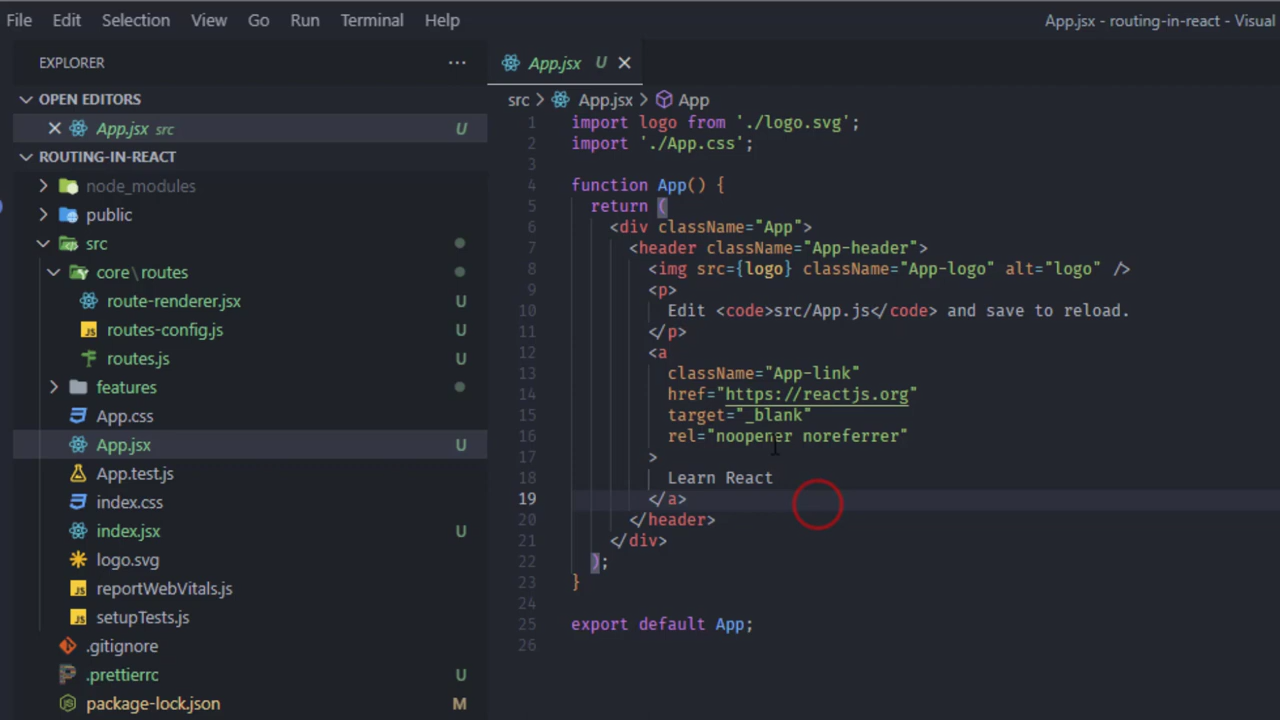 File Edit Selection View Go Run Terminal Help App.jsx - routing-in-react - Visual
EXPLORER ...
OPEN EDITORS
App.jsx src U
ROUTING-IN-REACT
node_modules
public
src
core\routes
route-renderer.jsx U
JS routes-config.js U
routes.js U
features
App.css
App.jsx U
App.test.js
index.css
index.jsx U
logo.svg
JS reportWebVitals.js
JS setupTests.js
.gitignore
.prettierrc U
package-lock.json M
App.jsx U
src > App.jsx > App
1 import logo from './logo.svg';
2 import './App.css';
3
4 function App() {
5 return (
6 <div className="App">
7 <header className="App-header">
8 <img src={logo} className="App-logo" alt="logo" />
9 <p>
10 Edit <code>src/App.js</code> and save to reload.
11 </p>
12 <a
13 className="App-link"
14 href="https://reactjs.org"
15 target="_blank"
16 rel="noopener noreferrer"
17 >
18 Learn React
19 </a>
20 </header>
21 </div>
22 );
23 }
24
25 export default App;
26